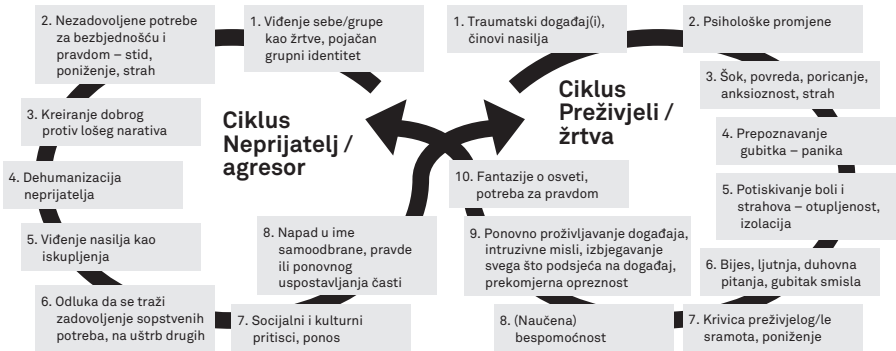 Ciklus
Neprijatelj /
agresor
1. Viđenje sebe/grupe
kao žrtve, pojačan
grupni identitet
2. Nezadovoljene potrebe
za bezbjednošću i
pravdom – stid,
poniženje, strah
3. Kreiranje dobrog
protiv lošeg narativa
4. Dehumanizacija
neprijatelja
5. Viđenje nasilja kao
iskupljenja
6. Odluka da se traži
zadovoljenje sopstvenih
potreba, na uštrb drugih
7. Socijalni i kulturni
pritisci, ponos
8. Napad u ime
samoodbrane, pravde
ili ponovnog
uspostavljanja časti
Ciklus
Preživjeli /
žrtva
1. Traumatski događaj(i),
činovi nasilja
2. Psihološke promjene
3. Šok, povreda, poricanje,
anksioznost, strah
4. Prepoznavanje
gubitka – panika
5. Potiskivanje boli i
strahova – otupljenost,
izolacija
6. Bijes, ljutnja, duhovna
pitanja, gubitak smisla
7. Krivica preživjelog/le
sramota, poniženje
8. (Naučena)
bespomoćnost
9. Ponovno proživljavanje događaja,
intruzivne misli, izbjegavanje
svega što podsjeća na događaj,
prekomjerna opreznost
10. Fantazije o osveti,
potreba za pravdom